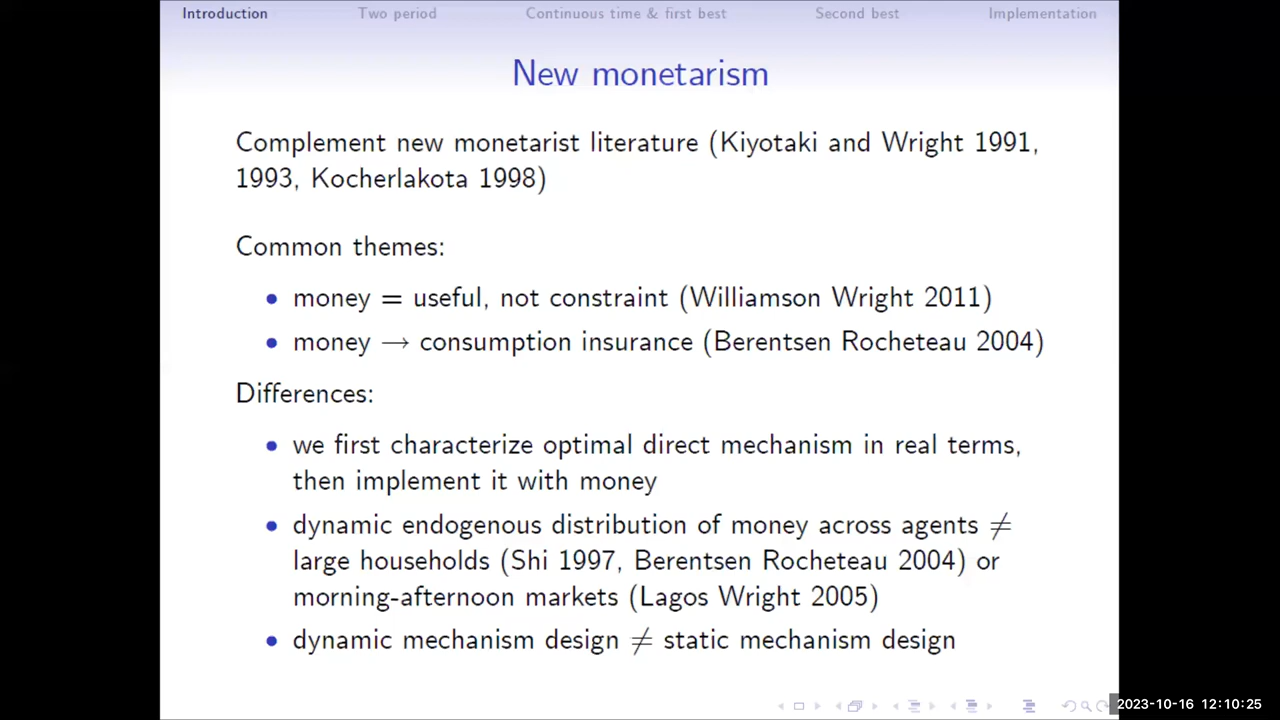 Introduction Two period Continuous time & first best Second best Implementation
New monetarism
Complement new monetarist literature (Kiyotaki and Wright 1991,
1993, Kocherlakota 1998)
Common themes:
• money = useful, not constraint (Williamson Wright 2011)
• money → consumption insurance (Berentsen Rocheteau 2004)
Differences:
• we first characterize optimal direct mechanism in real terms,
then implement it with money
• dynamic endogenous distribution of money across agents ≠
large households (Shi 1997, Berentsen Rocheteau 2004) or
morning-afternoon markets (Lagos Wright 2005)
• dynamic mechanism design ≠ static mechanism design
2023-10-16 12:10:25